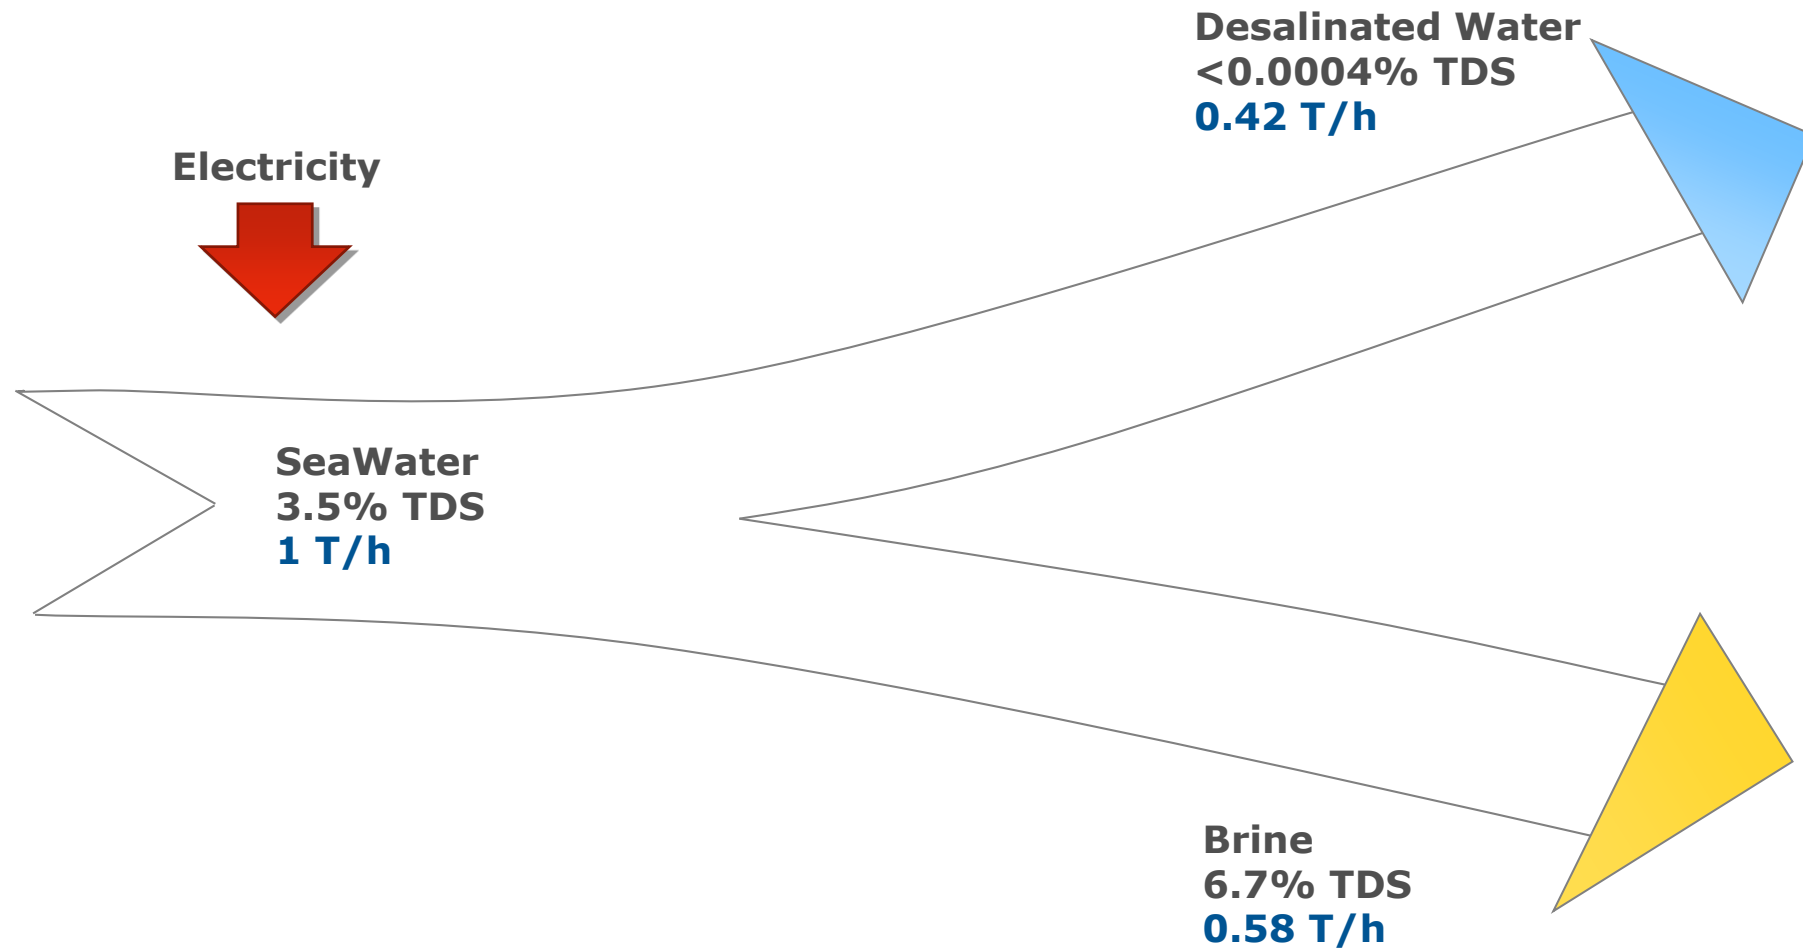 Desalinated Water
<0.0004% TDS
0.42 T/h
Electricity
SeaWater
3.5% TDS
1 T/h
Brine
6.7% TDS
0.58 T/h